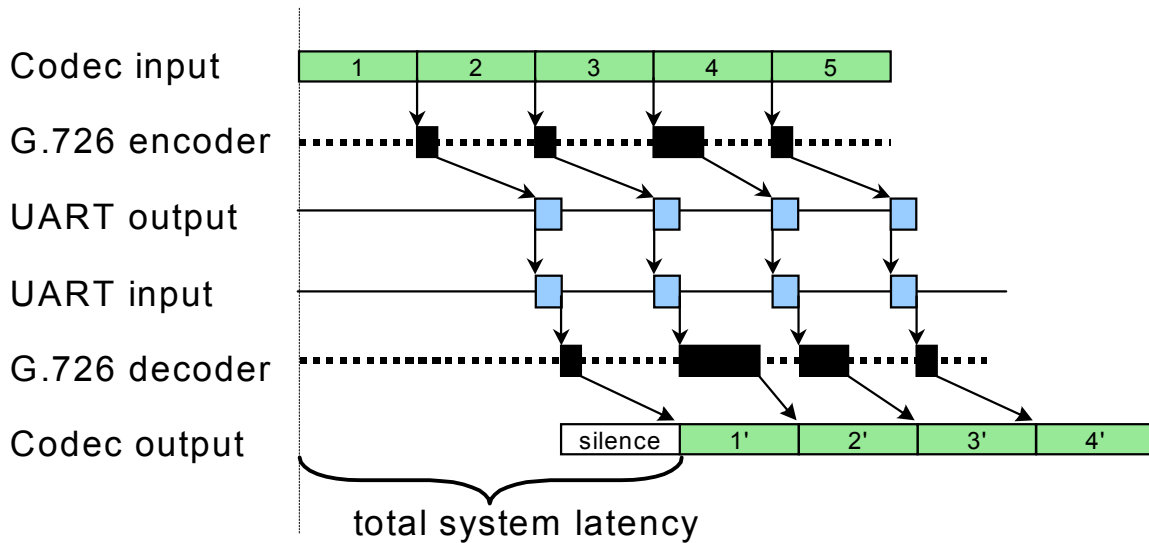 Codec input
1 2 3 4 5
G.726 encoder
UART output
UART input
G.726 decoder
Codec output
silence 1' 2' 3' 4'
total system latency